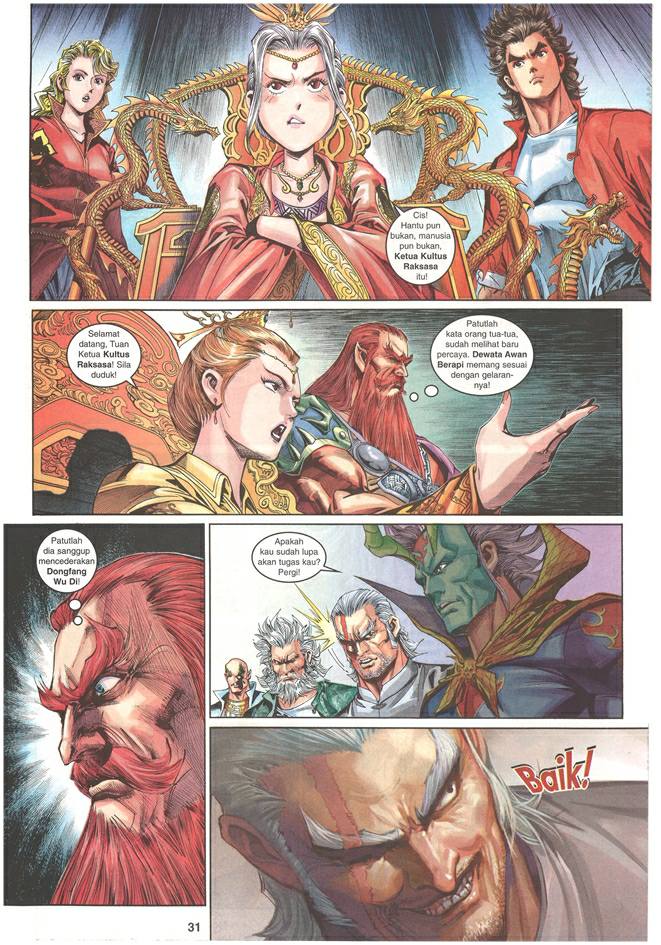 Cis!
Hantu pun
bukan, manusia
pun bukan,
Ketua Kultus
Raksasa
itu!
Selamat
datang, Tuan
Ketua Kultus
Raksasa! Sila
duduk!
Patutlah
kata orang tua-tua,
sudah melihat baru
percaya. Dewata Awan
Berapi memang sesuai
dengan gelaran-
nya!
Patutlah
dia sanggup
mencederakan
Dongfang
Wu Di!
Apakah
kau sudah lupa
akan tugas kau?
Pergi!
Baik!
31